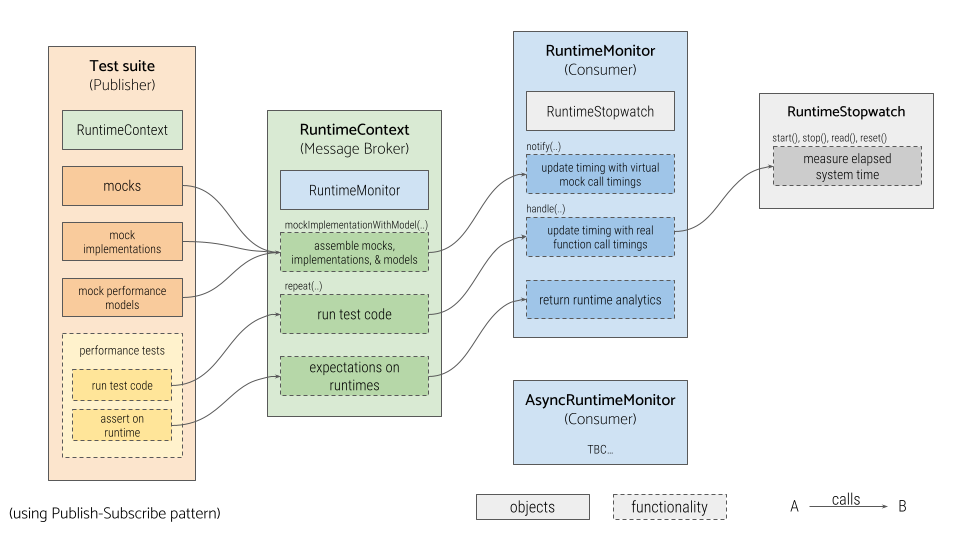 Test suite
(Publisher)
RuntimeContext
mocks
mock
implementations
mock performance
models
performance tests
run test code
assert on
runtime
RuntimeContext
(Message Broker)
RuntimeMonitor
mockImplementationWithModel(..)
assemble mocks,
implementations, & models
repeat(..)
run test code
expectations on
runtimes
RuntimeMonitor
(Consumer)
RuntimeStopwatch
notify(..)
update timing with virtual
mock call timings
handle(..)
update timing with real
function call timings
return runtime analytics
AsyncRuntimeMonitor
(Consumer)
TBC...
RuntimeStopwatch
start(), stop(), read(), reset()
measure elapsed
system time
(using Publish-Subscribe pattern)
objects
functionality
A calls B